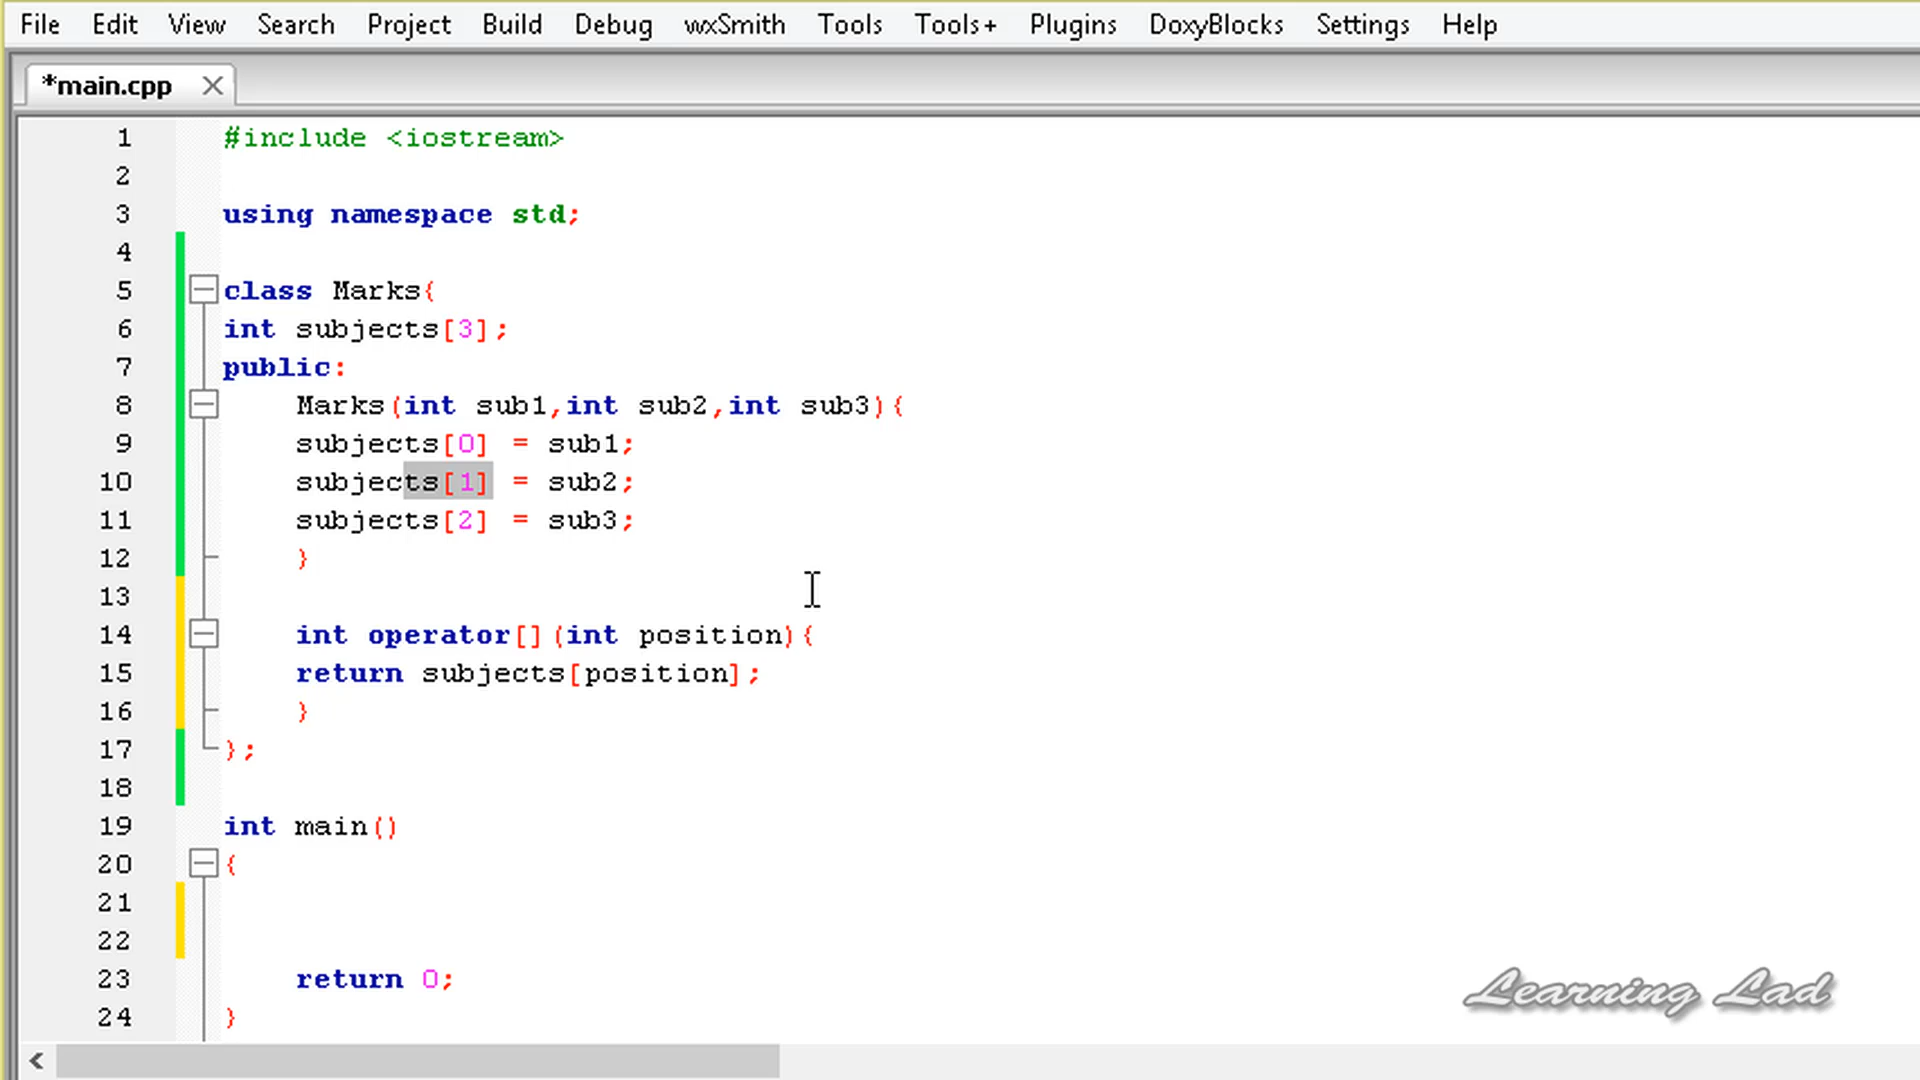 File Edit View Search Project Build Debug wxSmith Tools Tools+ Plugins DoxyBlocks Settings Help
*main.cpp
1 #include <iostream>
2
3 using namespace std;
4
5 class Marks{
6 int subjects[3];
7 public:
8 Marks(int sub1,int sub2,int sub3){
9 subjects[0] = sub1;
10 subjects[1] = sub2;
11 subjects[2] = sub3;
12 }
13
14 int operator[](int position){
15 return subjects[position];
16 }
17 };
18
19 int main()
20 {
21
22
23 return 0;
24 }
Learning Lad